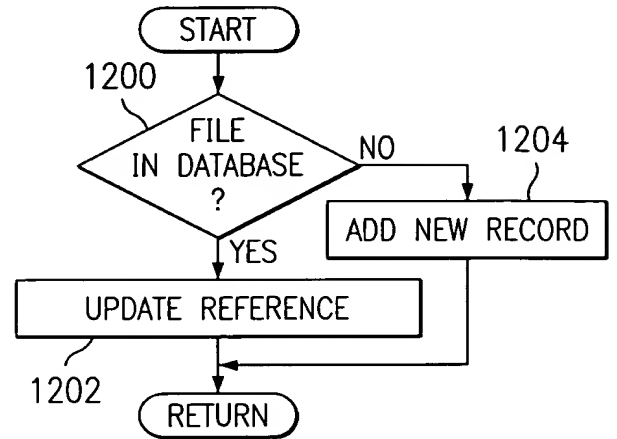 START
1200
FILE
IN DATABASE
?
NO
1204
ADD NEW RECORD
YES
UPDATE REFERENCE
1202
RETURN